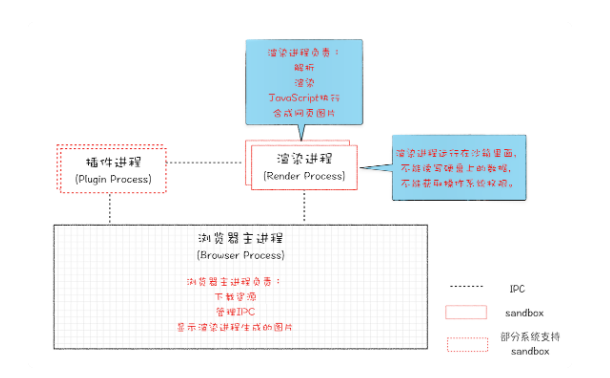 渲染进程负责：
解析
渲染
JavaScript执行
合成网页图片
插件进程
(Plugin Process)
渲染进程
(Render Process)
渲染进程运行在沙箱里面，
不能读写硬盘上的数据，
不能获取操作系统权限。
浏览器主进程
(Browser Process)
浏览器主进程负责：
下载资源
管理IPC
显示渲染进程生成的图片
IPC
sandbox
部分系统支持
sandbox